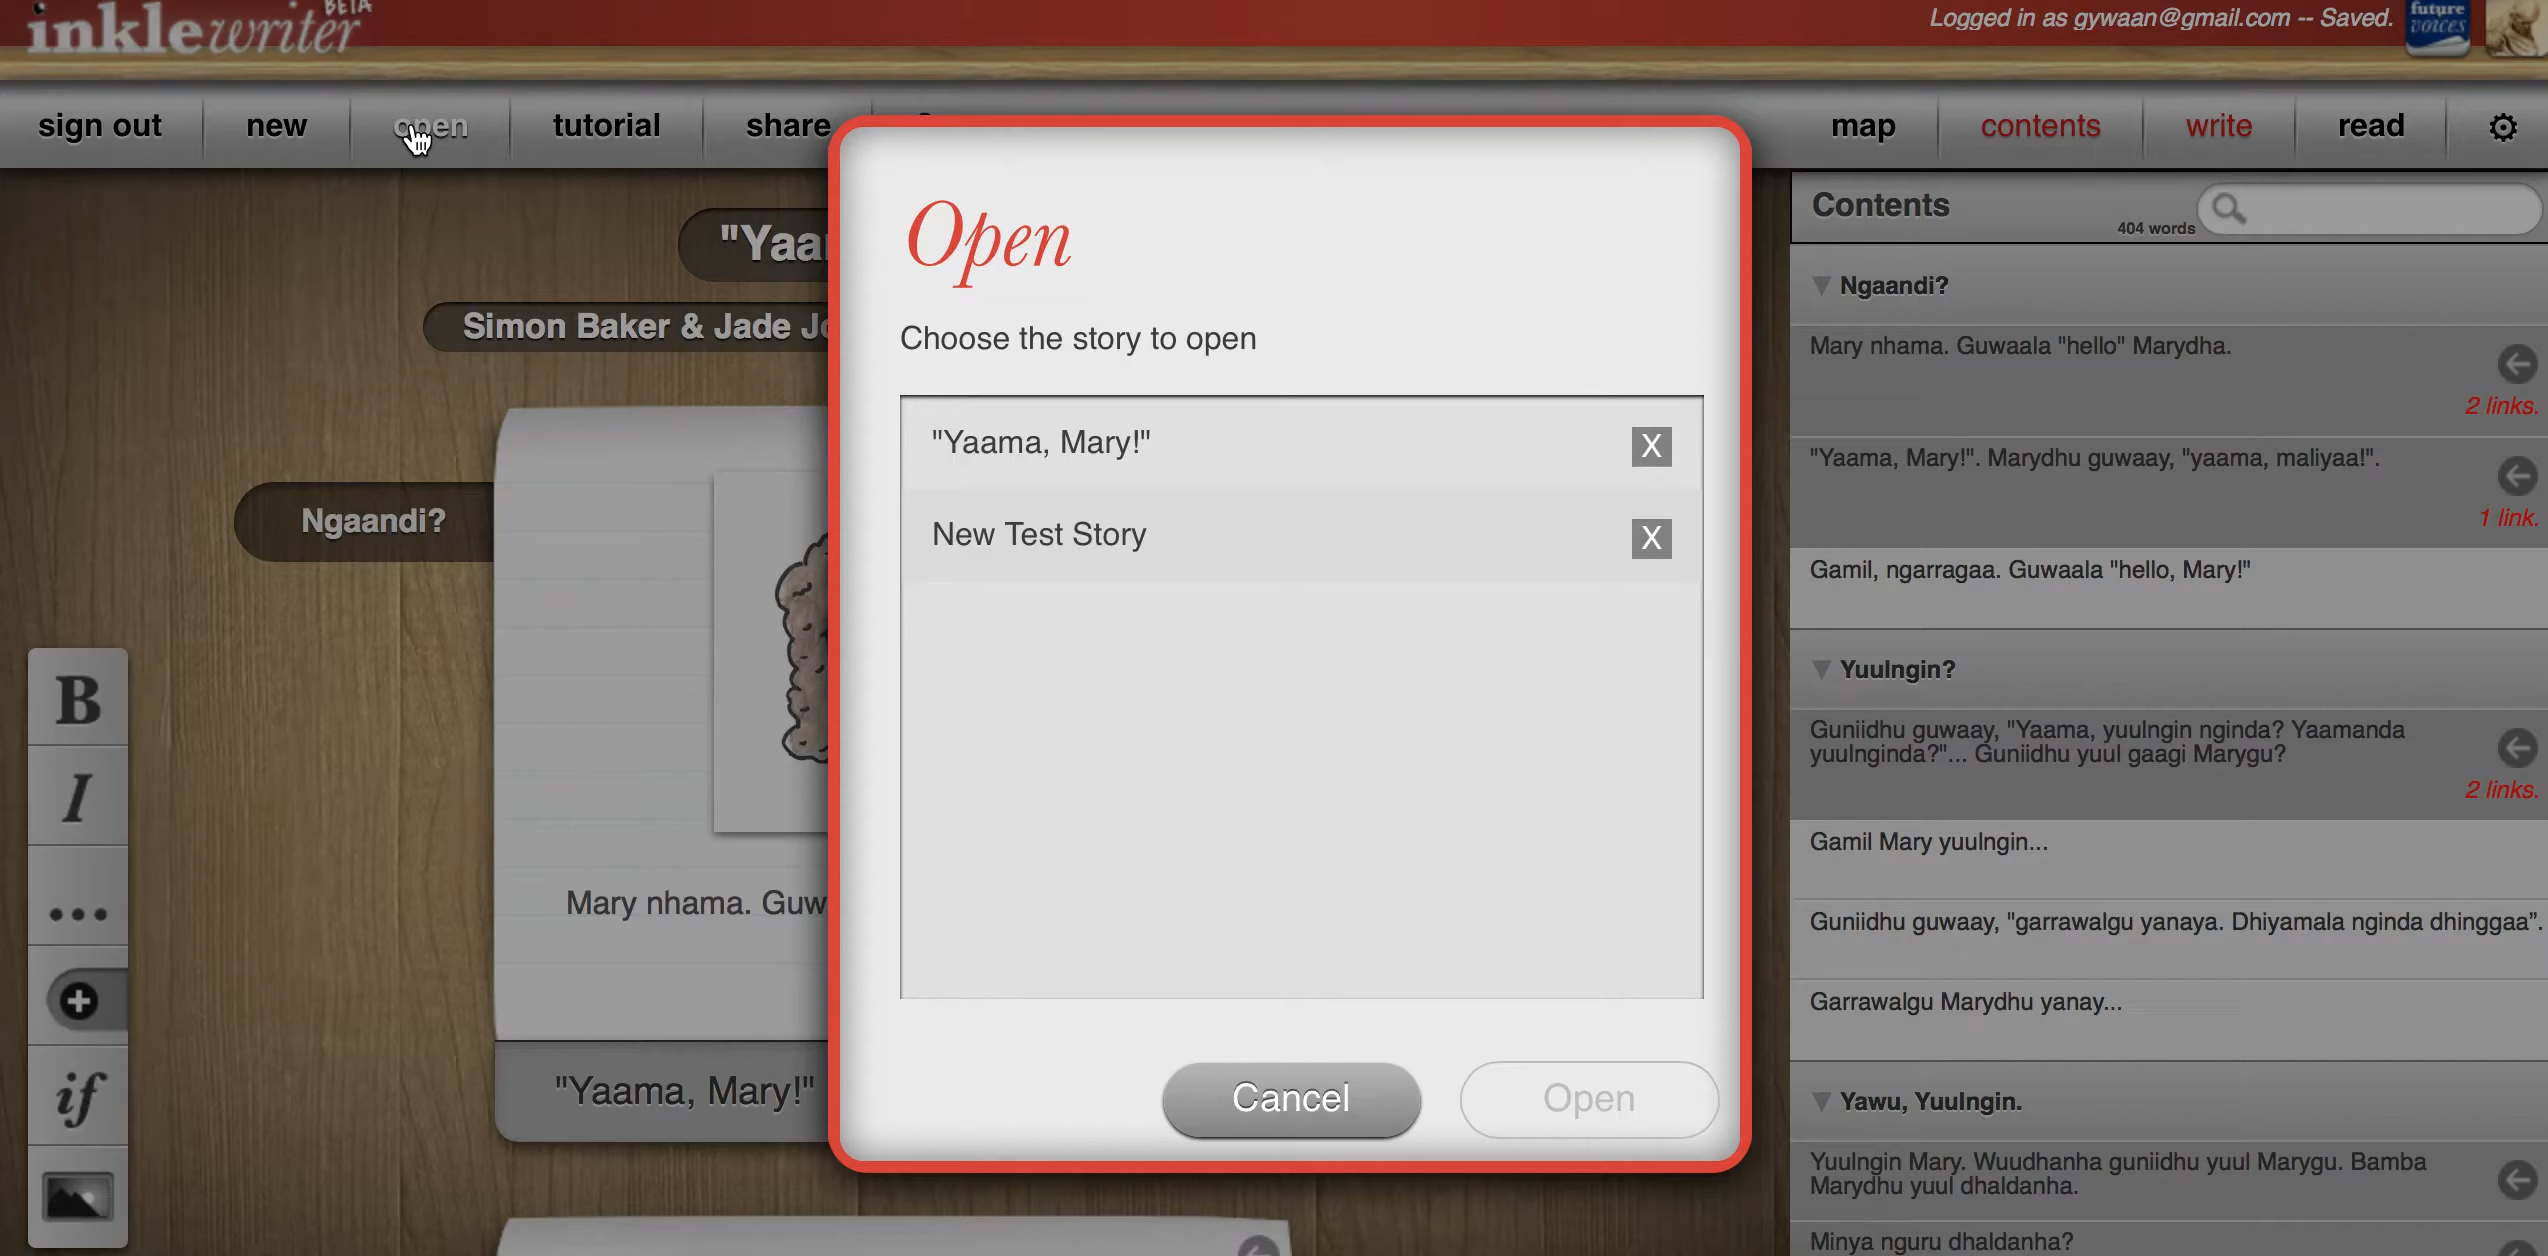 inklewriter BETA
Logged in as gywaan@gmail.com -- Saved.
future
voices
sign out
new
open
tutorial
share
map
contents
write
read
"Yaa
Simon Baker & Jade Jo
Ngaandi?
B
I
...
if
Mary nhama. Guw
"Yaama, Mary!"
Open
Choose the story to open
"Yaama, Mary!"
X
New Test Story
X
Cancel
Open
Contents
404 words
Ngaandi?
Mary nhama. Guwaala "hello" Marydha.
2 links.
"Yaama, Mary!". Marydhu guwaay, "yaama, maliyaa!".
1 link.
Gamil, ngarragaa. Guwaala "hello, Mary!"
Yuulngin?
Guniidhu guwaay, "Yaama, yuulngin nginda? Yaamanda
yuulnginda?"... Guniidhu yuul gaagi Marygu?
2 links.
Gamil Mary yuulngin...
Guniidhu guwaay, "garrawalgu yanaya. Dhiyamala nginda dhinggaa”.
Garrawalgu Marydhu yanay...
Yawu, Yuulngin.
Yuulngin Mary. Wuudhanha guniidhu yuul Marygu. Bamba
Marydhu yuul dhaldanha.
Minya nguru dhaldanha?